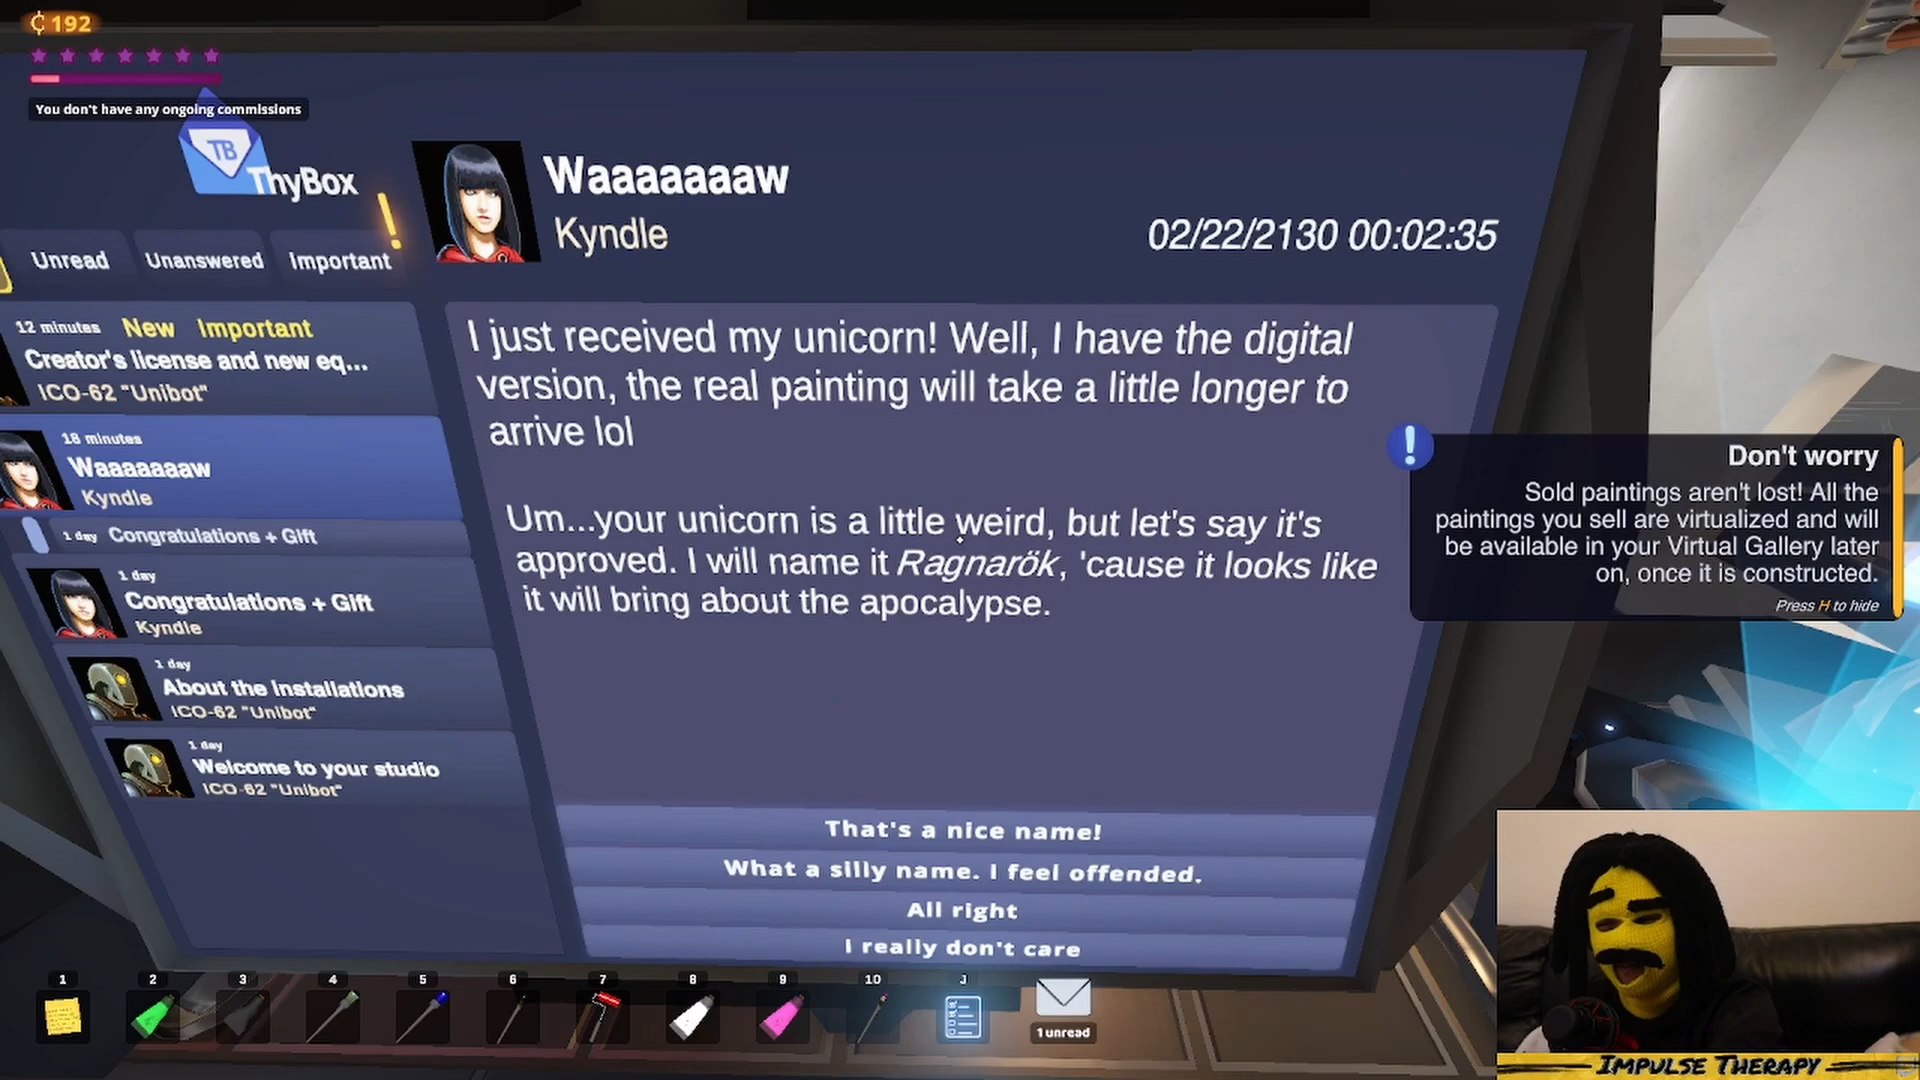 ₵ 192
You don't have any ongoing commissions
TB
ThyBox
Unread
Unanswered
Important
!
12 minutes New Important
Creator's license and new eq...
ICO-62 "Unibot"
18 minutes
Waaaaaaaw
Kyndle
1 day Congratulations + Gift
1 day
Congratulations + Gift
Kyndle
1 day
About the Installations
ICO-62 "Unibot"
1 day
Welcome to your studio
ICO-62 "Unibot"
Waaaaaaaw
Kyndle
02/22/2130 00:02:35
I just received my unicorn! Well, I have the digital
version, the real painting will take a little longer to
arrive lol
Um...your unicorn is a little weird, but let's say it's
approved. I will name it Ragnarök, 'cause it looks like
it will bring about the apocalypse.
That's a nice name!
What a silly name. I feel offended.
All right
I really don't care
!
Don't worry
Sold paintings aren't lost! All the
paintings you sell are virtualized and will
be available in your Virtual Gallery later
on, once it is constructed.
Press H to hide
1 2 3 4 5 6 7 8 9 10 J
1 unread
IMPULSE THERAPY